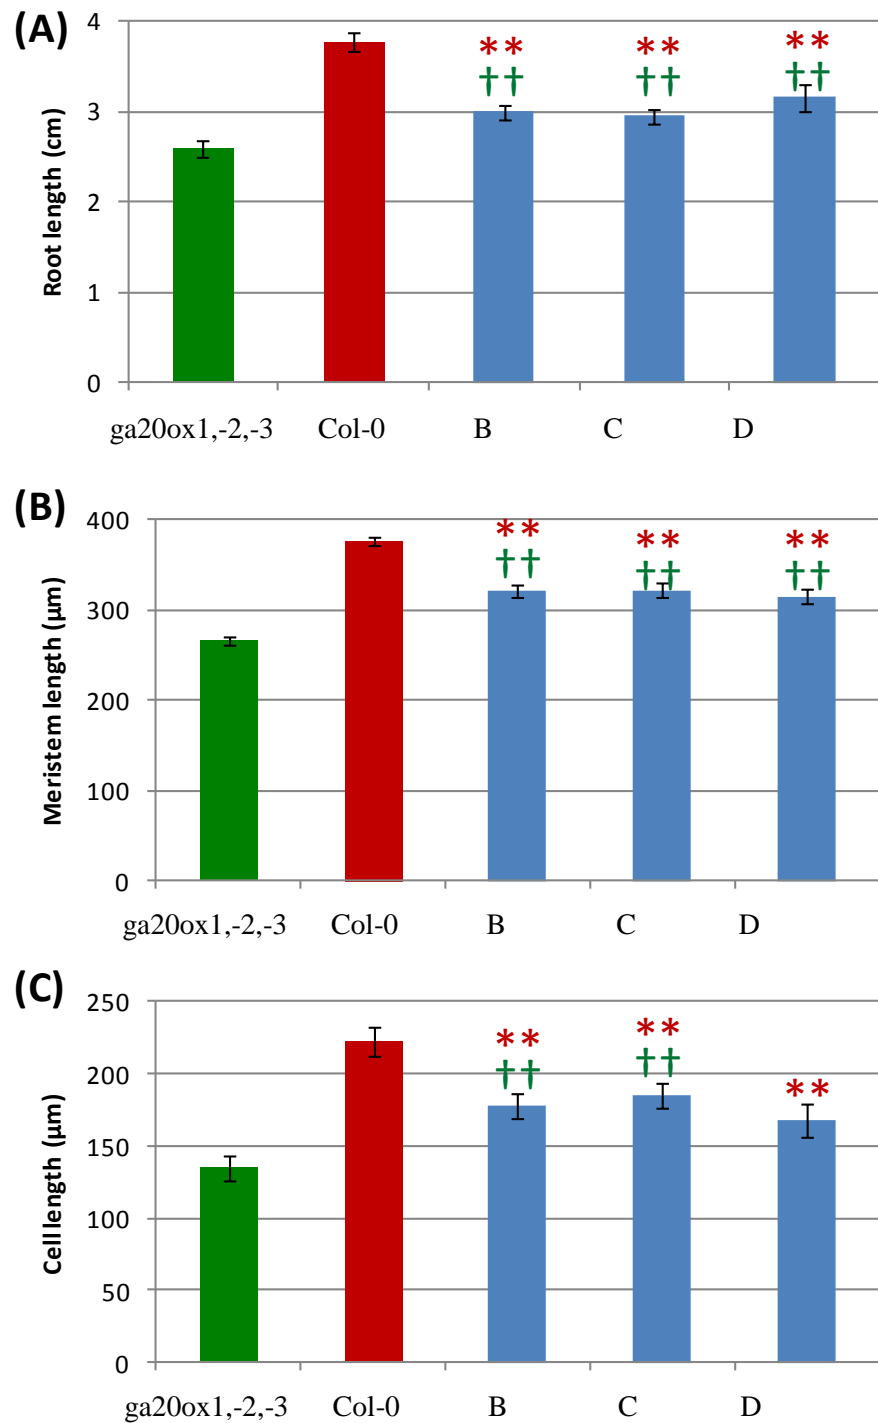 (A)
Root length (cm)
4
3
2
1
0
** ** **
†† †† ††
ga20ox1,-2,-3 Col-0 B C D
(B)
Meristem length (µm)
400
300
200
100
0
** ** **
†† †† ††
ga20ox1,-2,-3 Col-0 B C D
(C)
Cell length (µm)
250
200
150
100
50
0
** ** **
†† ††
ga20ox1,-2,-3 Col-0 B C D